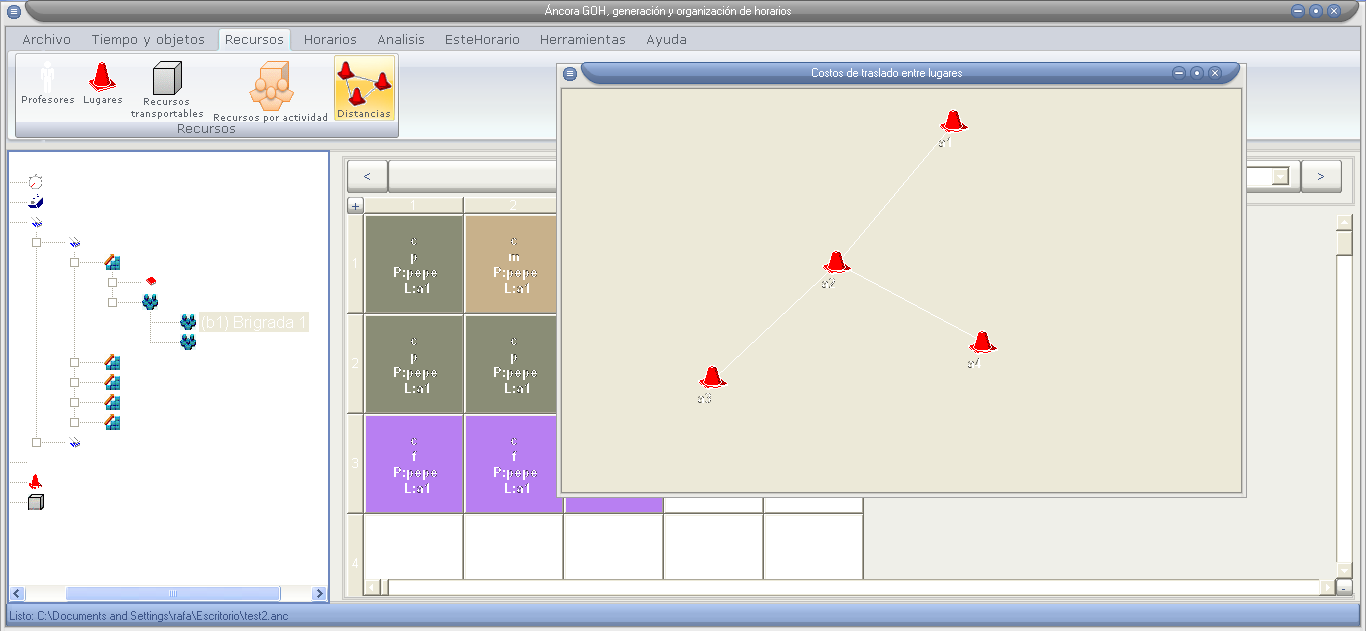 Áncora GOH, generación y organización de horarios
Archivo Tiempo y objetos Recursos Horarios Analisis EsteHorario Herramientas Ayuda
Profesores Lugares Recursos transportables Recursos por actividad Distancias
Recursos
Costos de traslado entre lugares
a1
a2
a3
< >
+ 1 2
1
c
p
P:pepe
L:a1
c
m
P:pepe
L:a1
2
c
p
P:pepe
L:a1
c
p
P:pepe
L:a1
3
c
t
P:pepe
L:a1
c
t
P:pepe
L:a1
4
(b1) Brigrada 1
Listo: C:\Documents and Settings\rafa\Escritorio\test2.anc